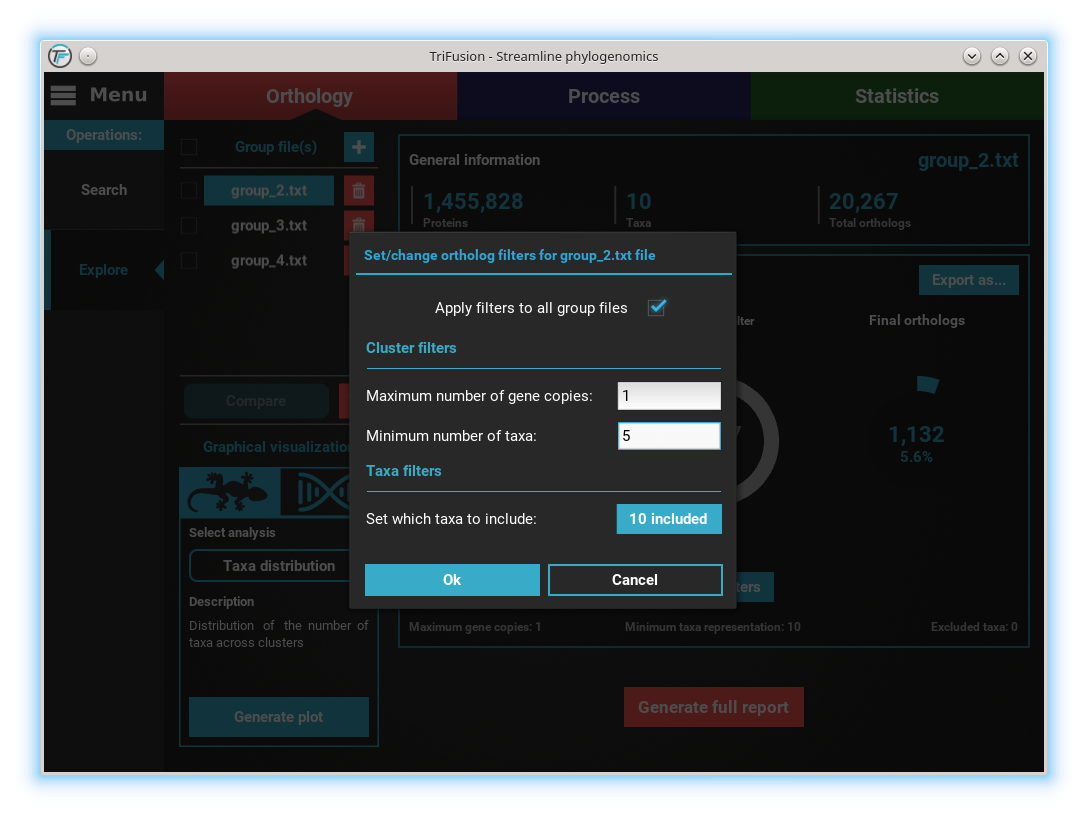 TriFusion - Streamline phylogenomics
Menu
Orthology
Process
Statistics
Operations:
Search
Explore
Group file(s)
group_2.txt
group_3.txt
group_4.txt
Compare
Graphical visualization
Select analysis
Taxa distribution
Description
Distribution of the number of
taxa across clusters
Generate plot
General information
group_2.txt
1,455,828
Proteins
10
Taxa
20,267
Total orthologs
Export as...
Final orthologs
1,132
5.6%
Maximum gene copies: 1
Minimum taxa representation: 10
Excluded taxa: 0
Generate full report
Set/change ortholog filters for group_2.txt file
Apply filters to all group files
Cluster filters
Maximum number of gene copies:
1
Minimum number of taxa:
5
Taxa filters
Set which taxa to include:
10 included
Ok
Cancel